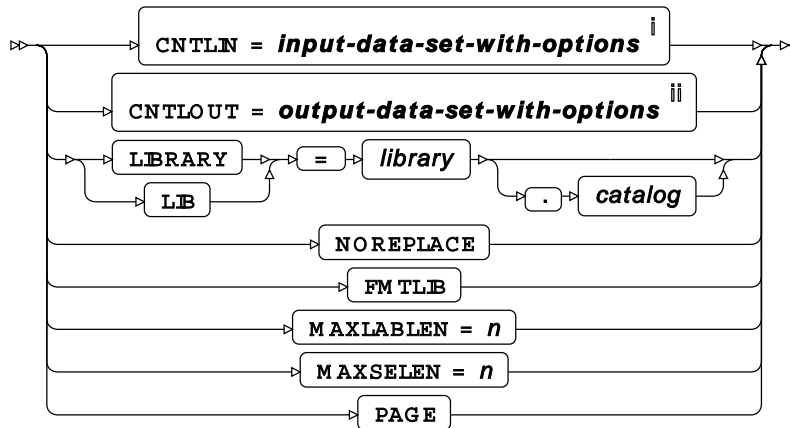 CNTLIN = input-data-set-with-options i
CNTLOUT = output-data-set-with-options ii
LIBRARY = library
LIB . catalog
NOREPLACE
FMTLIB
MAXLABLEN = n
MAXSELEN = n
PAGE